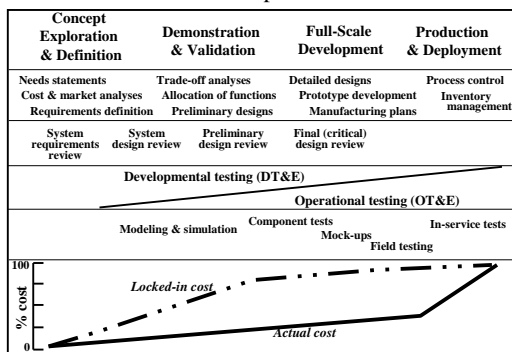 Concept
Exploration
& Definition
Demonstration
& Validation
Full-Scale
Development
Production
& Deployment
Needs statements
Cost & market analyses
Requirements definition
Trade-off analyses
Allocation of functions
Preliminary designs
Detailed designs
Prototype development
Manufacturing plans
Process control
Inventory
management
System
requirements
review
System
design review
Preliminary
design review
Final (critical)
design review
Developmental testing (DT&E)
Operational testing (OT&E)
Modeling & simulation
Component tests
Mock-ups
Field testing
In-service tests
100
% cost
0
Locked-in cost
Actual cost